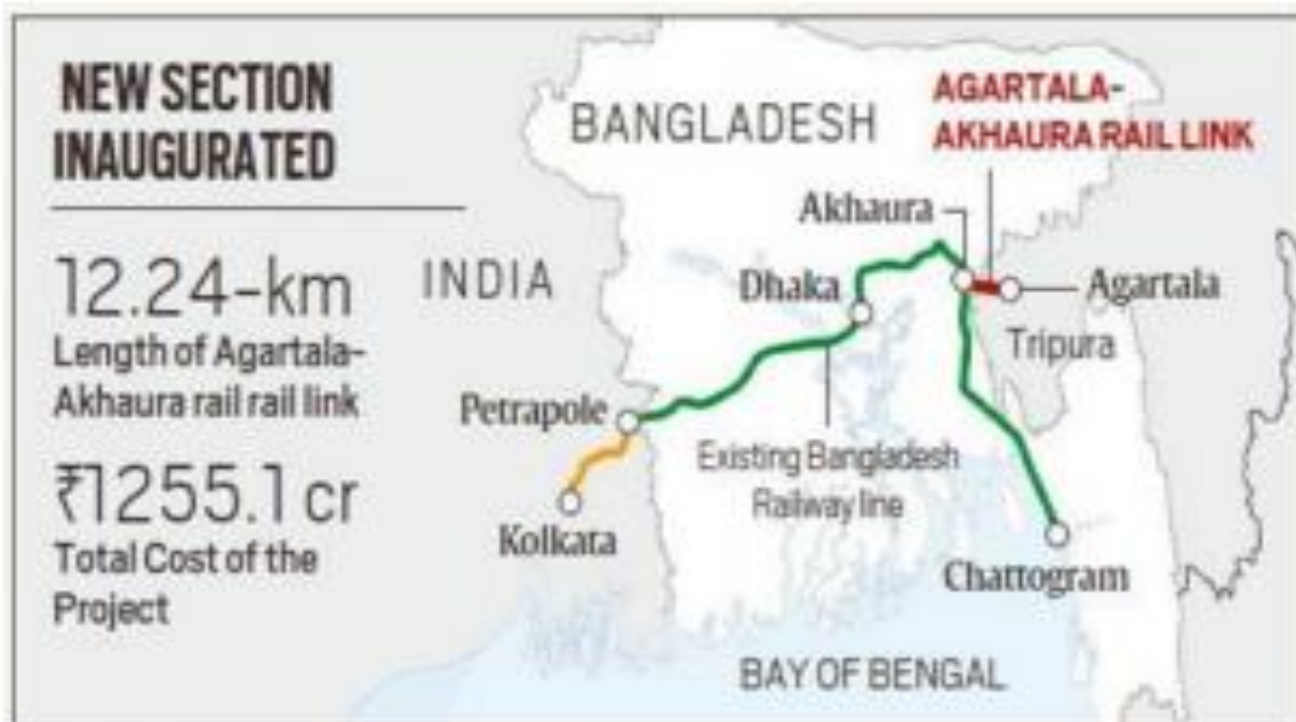 NEW SECTION
INAUGURATED
12.24-km
Length of Agartala-
Akhaura rail rail link
₹1255.1 cr
Total Cost of the
Project
BANGLADESH
AGARTALA-
AKHAURA RAIL LINK
Akhaura
INDIA
Dhaka
Agartala
Tripura
Petrapole
Existing Bangladesh
Railway line
Kolkata
Chattogram
BAY OF BENGAL